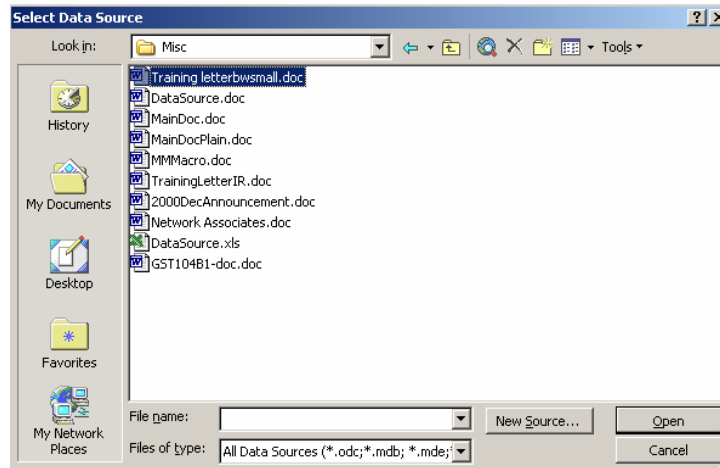 Select Data Source
Look in:
Misc
Tools
History
My Documents
Desktop
Favorites
My Network
Places
Training letterbwsmall.doc
DataSource.doc
MainDoc.doc
MainDocPlain.doc
MMMacro.doc
TrainingLetterIR.doc
2000DecAnnouncement.doc
Network Associates.doc
DataSource.xls
GST104B1-doc.doc
File name:
New Source...
Open
Files of type:
All Data Sources (*.odc;*.mdb; *.mde;
Cancel